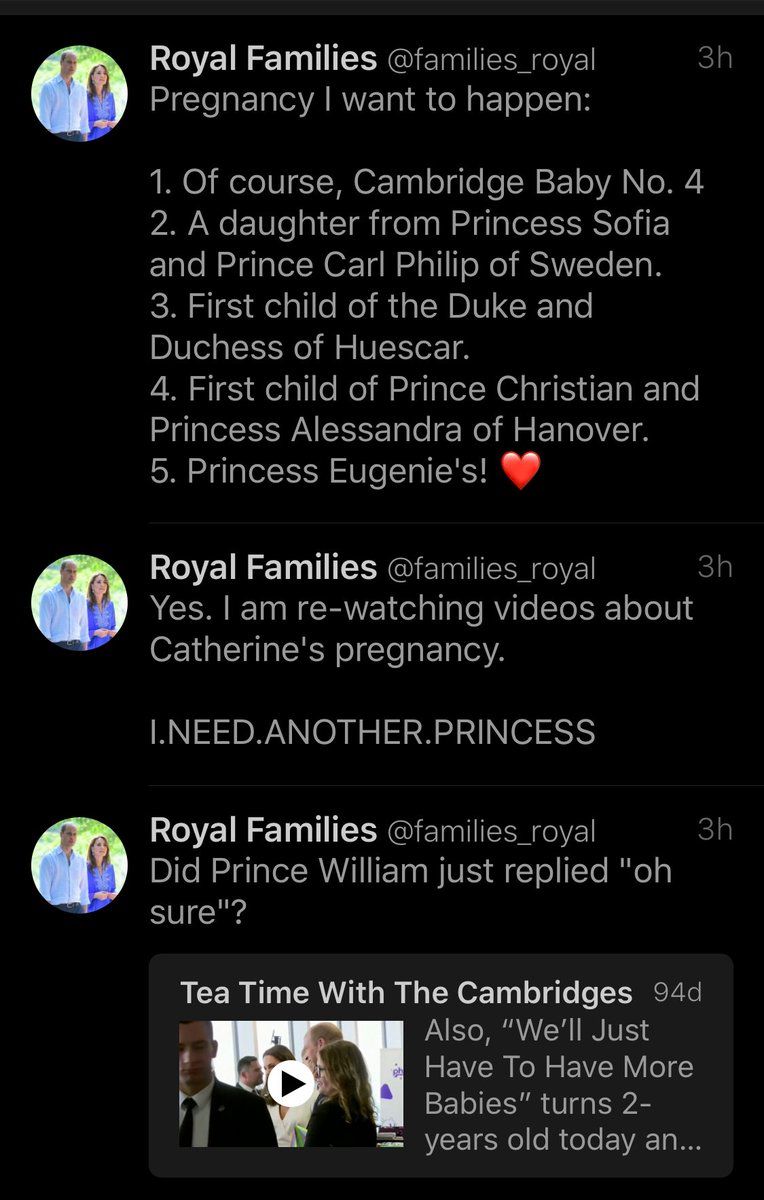 Royal Families @families_royal 3h
Pregnancy I want to happen:
1. Of course, Cambridge Baby No. 4
2. A daughter from Princess Sofia
and Prince Carl Philip of Sweden.
3. First child of the Duke and
Duchess of Huescar.
4. First child of Prince Christian and
Princess Alessandra of Hanover.
5. Princess Eugenie's! ❤️
Royal Families @families_royal 3h
Yes. I am re-watching videos about
Catherine's pregnancy.
I.NEED.ANOTHER.PRINCESS
Royal Families @families_royal 3h
Did Prince William just replied "oh
sure"?
Tea Time With The Cambridges 94d
Also, “We’ll Just
Have To Have More
Babies” turns 2-
years old today an...